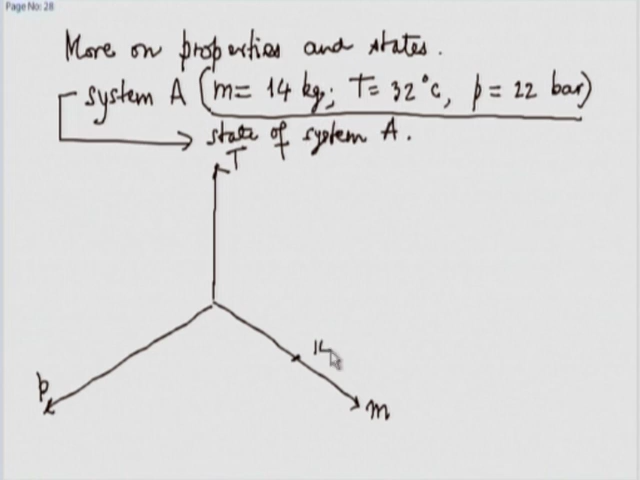 Page No: 28
More on properties and states.
system A (m= 14 kg; T= 32°c, p = 22 bar)
state of system A.
T
14
p
m